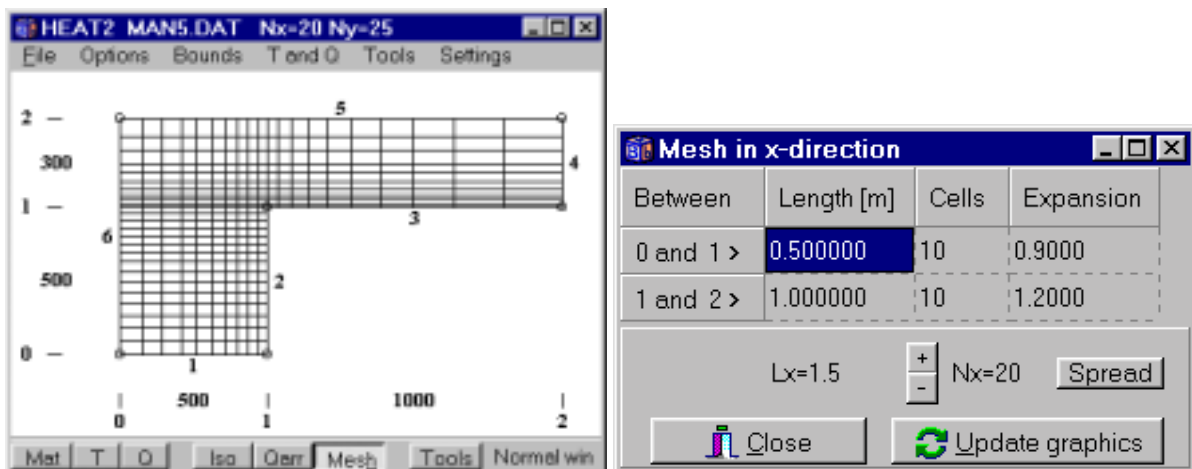 HEAT2 MAN5.DAT Nx=20 Ny=25
File Options Bounds T and Q Tools Settings
5
2
300
4
1
3
6
500
2
0
1
500 1000
0 1 2
Mat T Q Iso Qarr Mesh Tools Normal win
Mesh in x-direction
Between Length [m] Cells Expansion
0 and 1 > 0.500000 10 0.9000
1 and 2 > 1.000000 10 1.2000
Lx=1.5 + - Nx=20 Spread
Close Update graphics